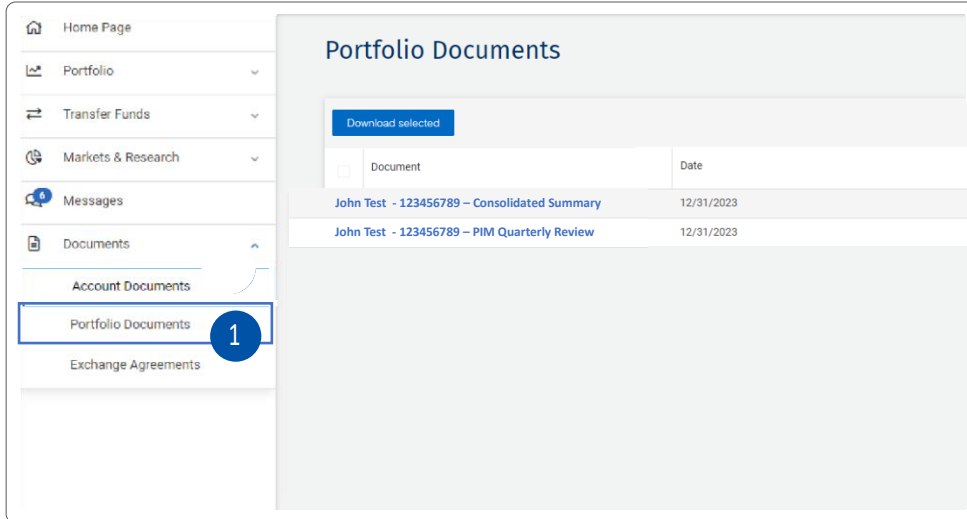 Home Page
Portfolio
Transfer Funds
Markets & Research
6
Messages
Documents
Account Documents
Portfolio Documents
1
Exchange Agreements
Portfolio Documents
Download selected
Document Date
John Test - 123456789 – Consolidated Summary 12/31/2023
John Test - 123456789 – PIM Quarterly Review 12/31/2023